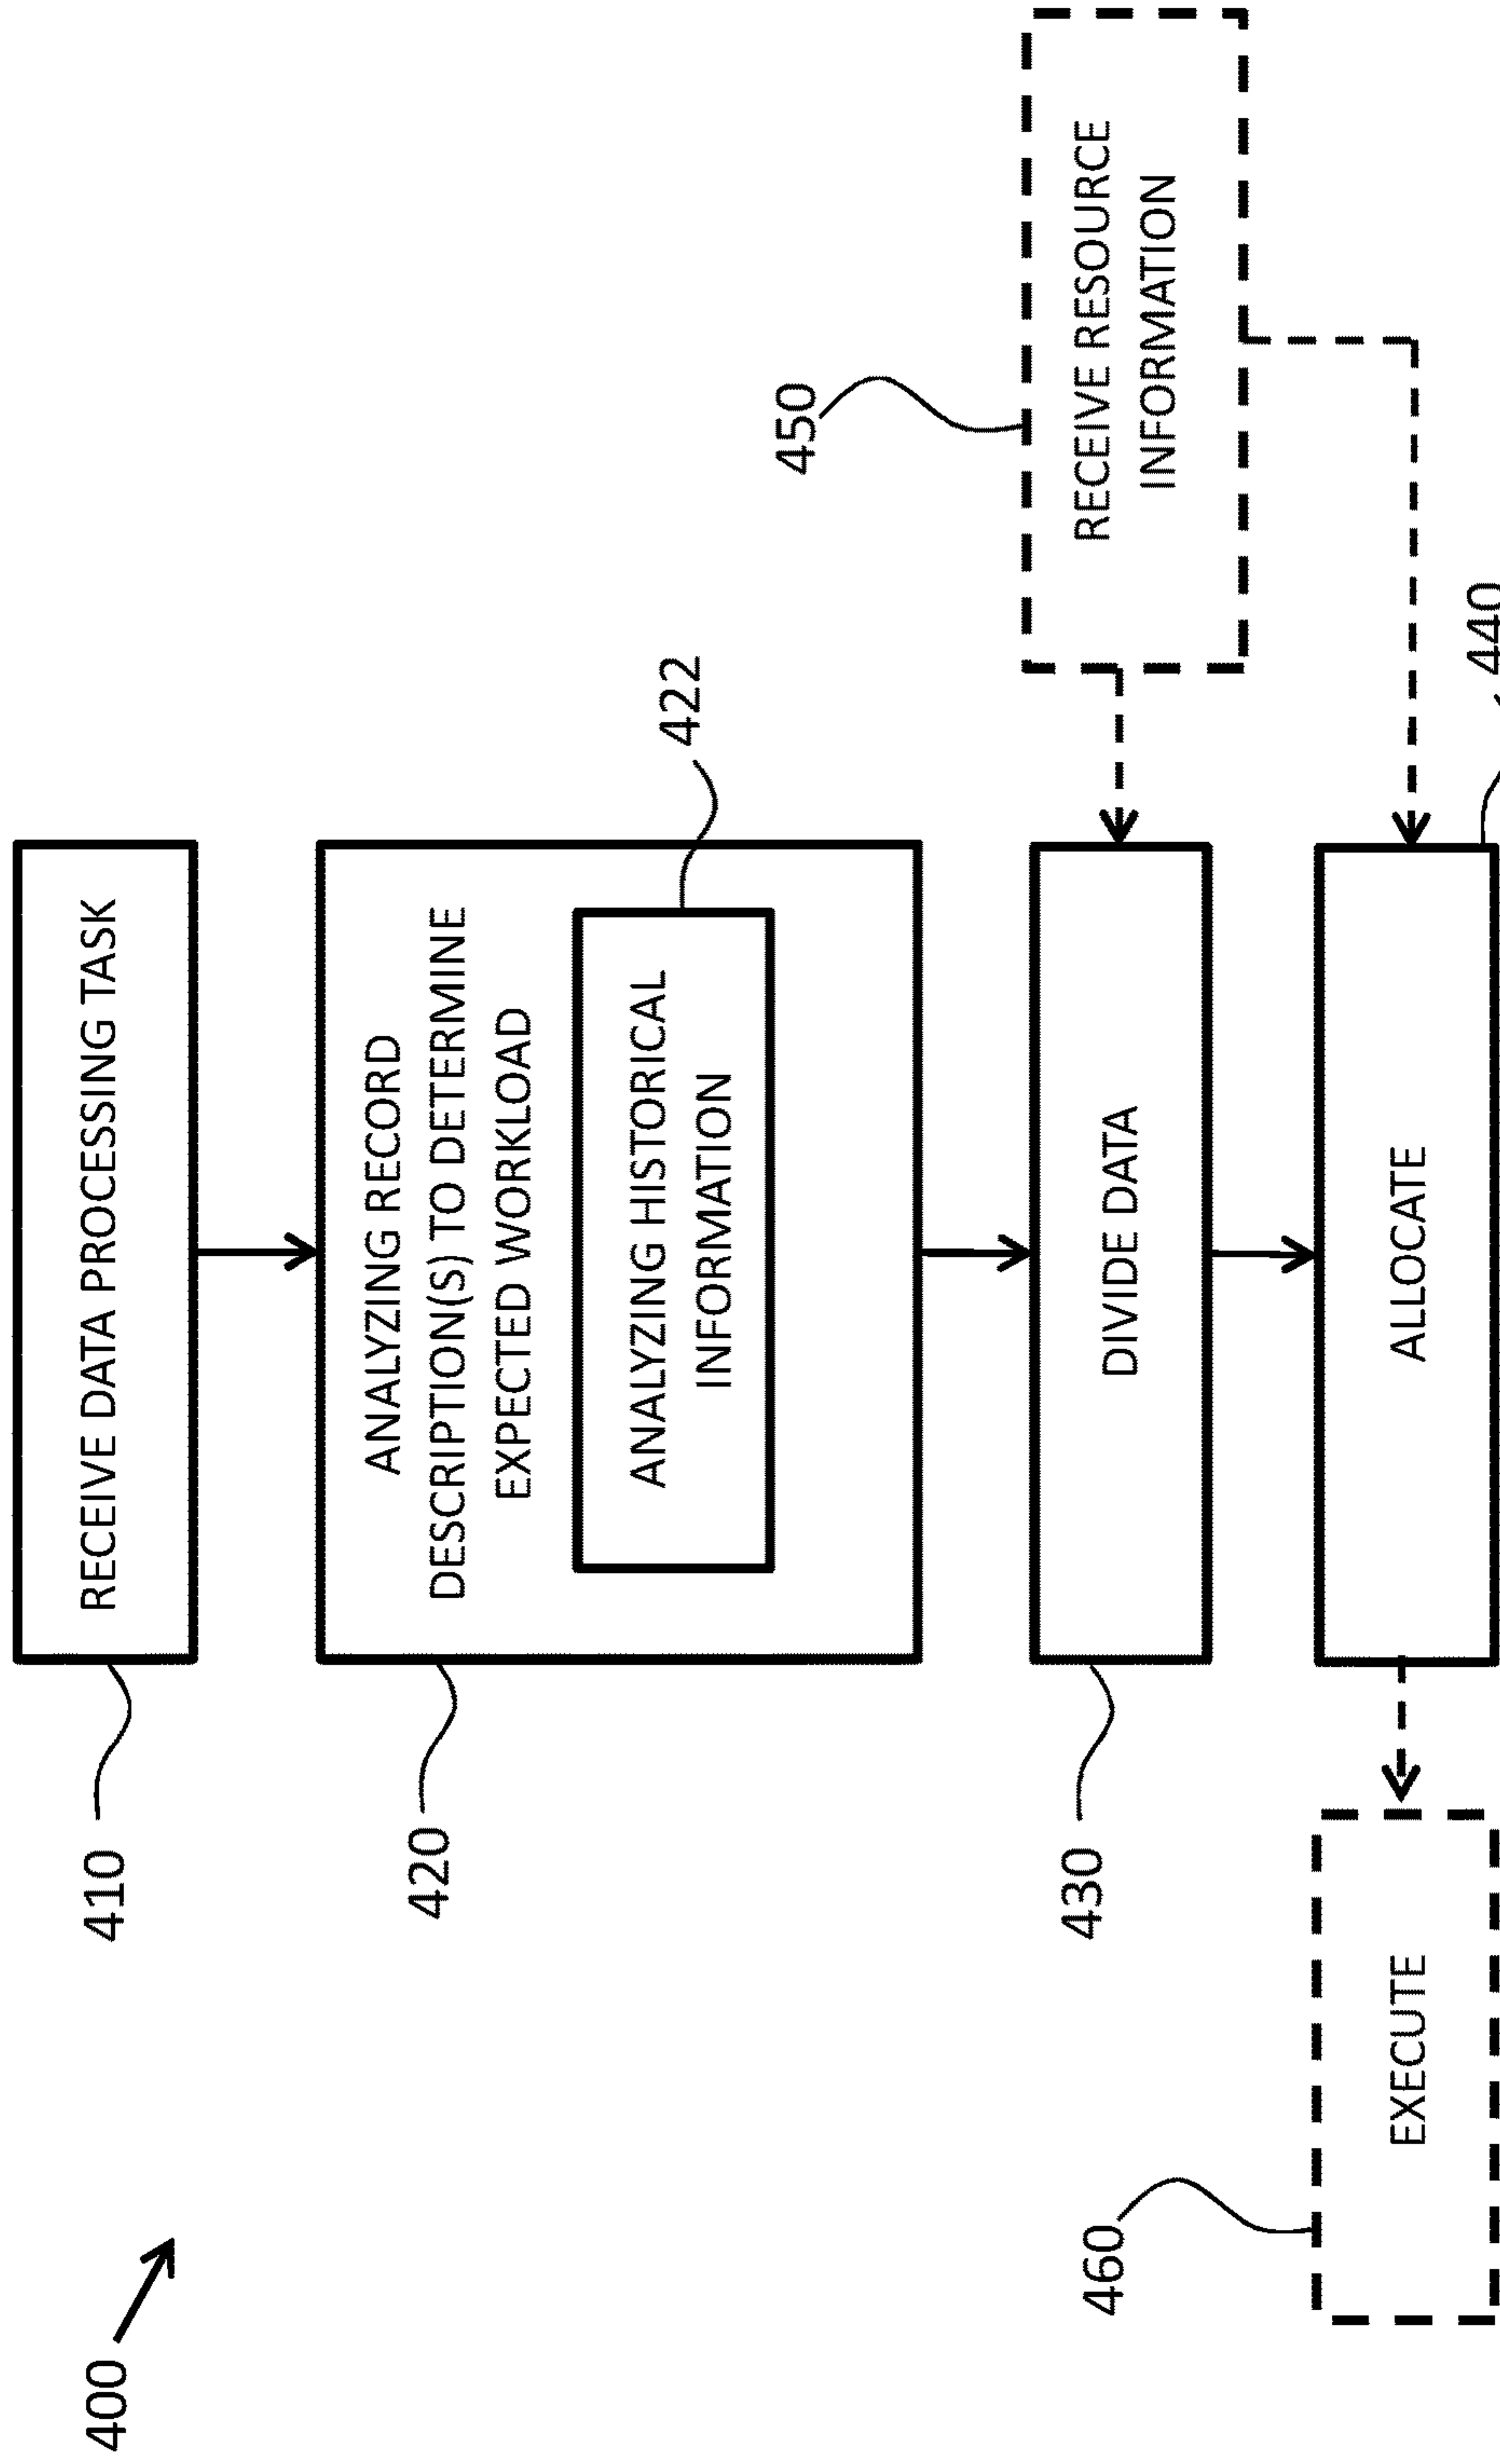 400
410
RECEIVE DATA PROCESSING TASK
420
ANALYZING RECORD
DESCRIPTION(S) TO DETERMINE
EXPECTED WORKLOAD
ANALYZING HISTORICAL
INFORMATION
422
430
DIVIDE DATA
450
RECEIVE RESOURCE
INFORMATION
460
EXECUTE
ALLOCATE
440